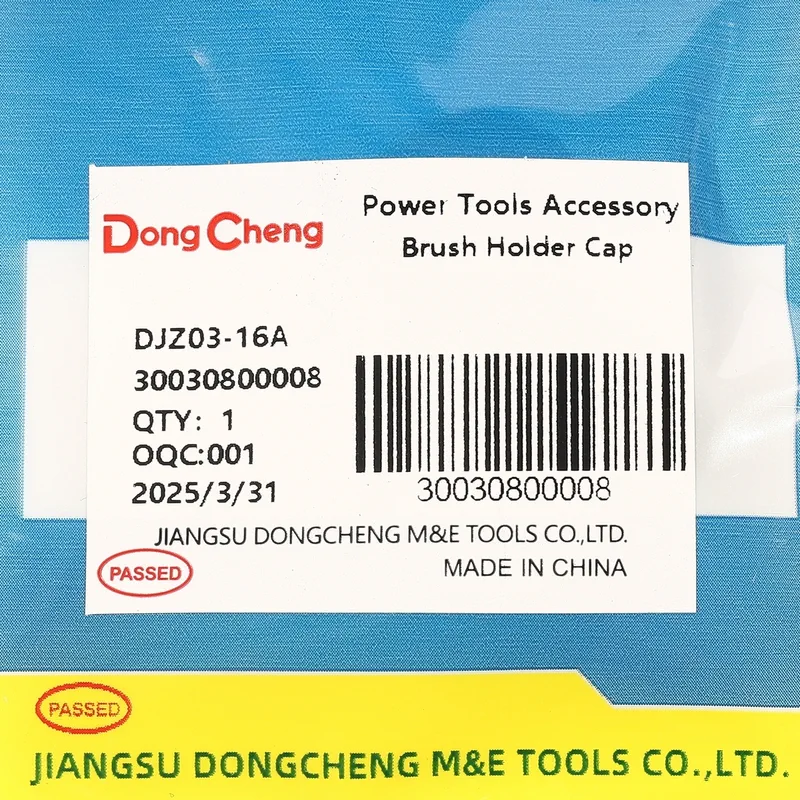 Dong Cheng
Power Tools Accessory
Brush Holder Cap
DJZ03-16A
30030800008
QTY: 1
OQC:001
2025/3/31
30030800008
JIANGSU DONGCHENG M&E TOOLS CO.,LTD.
PASSED
MADE IN CHINA
PASSED
JIANGSU DONGCHENG M&E TOOLS CO.,LTD.